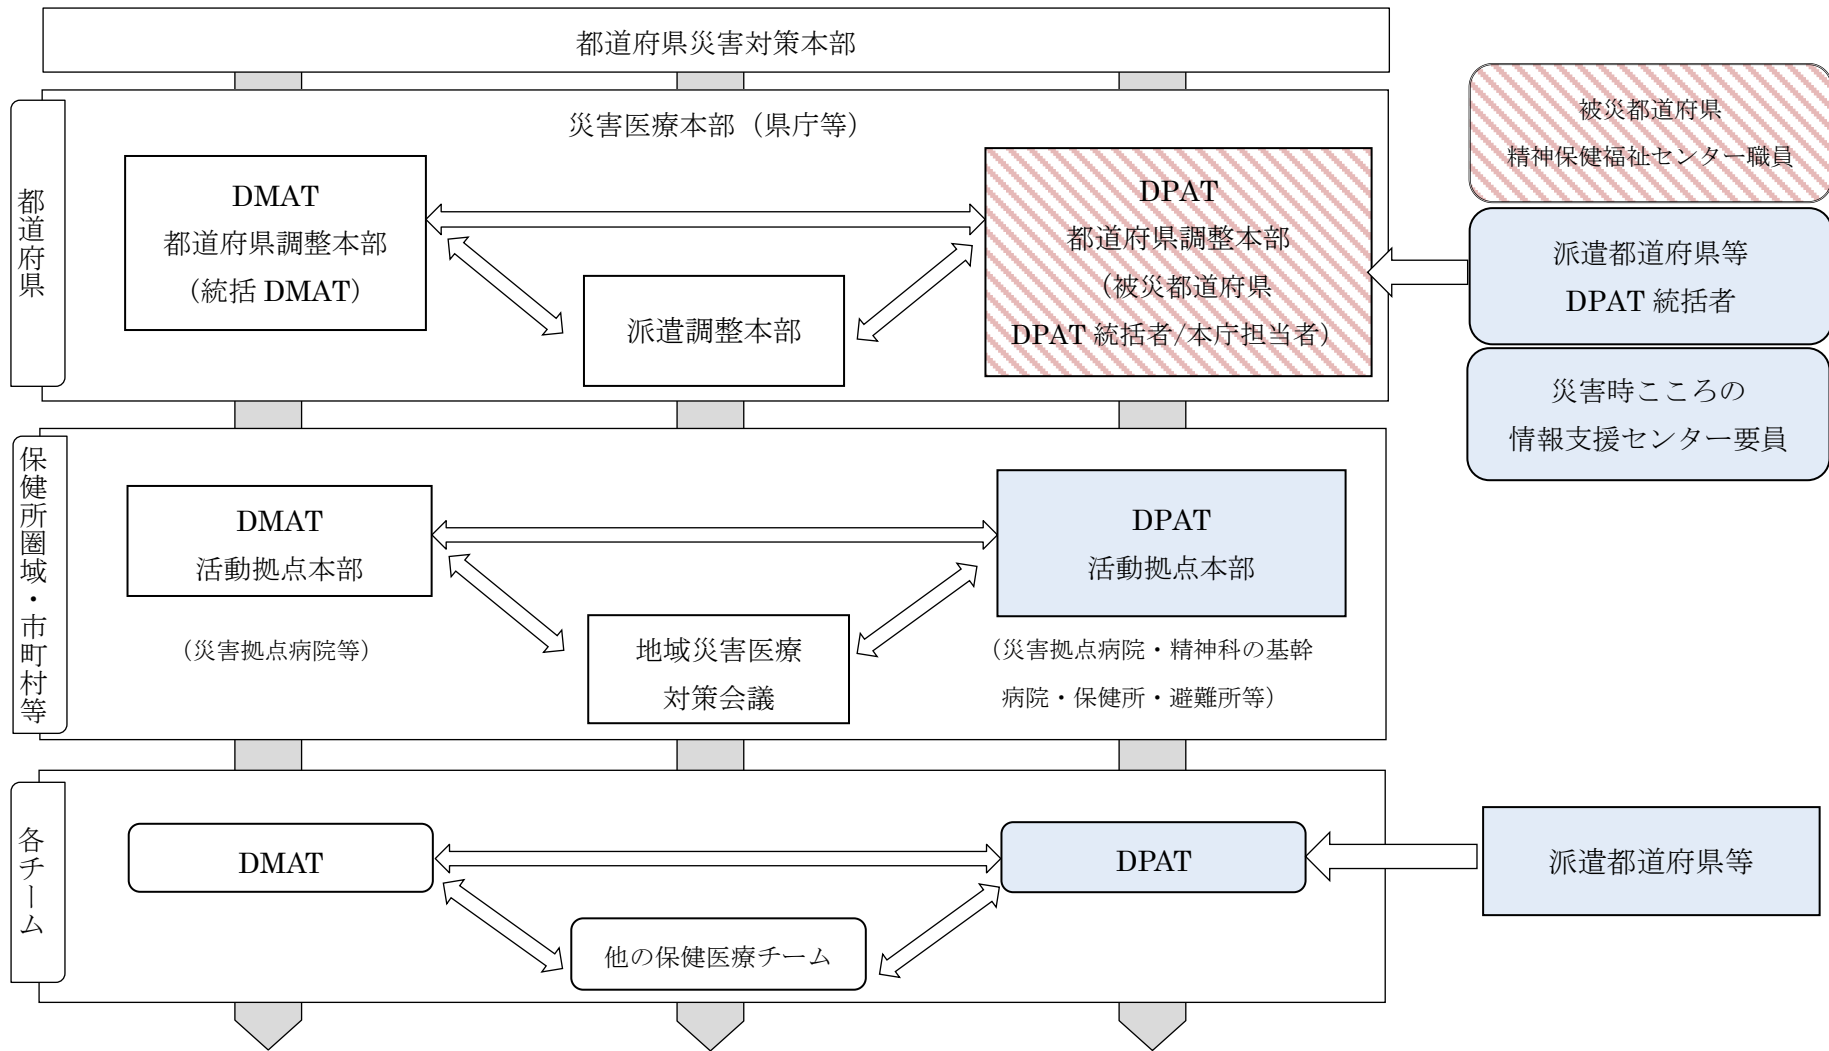 都道府県災害対策本部
都道府県
災害医療本部（県庁等）
DMAT
都道府県調整本部
（統括 DMAT）
派遣調整本部
DPAT
都道府県調整本部
（被災都道府県
DPAT 統括者/本庁担当者）
被災都道府県
精神保健福祉センター職員
派遣都道府県等
DPAT 統括者
災害時こころの
情報支援センター要員
保健所圏域・市町村等
DMAT
活動拠点本部
（災害拠点病院等）
地域災害医療
対策会議
DPAT
活動拠点本部
（災害拠点病院・精神科の基幹
病院・保健所・避難所等）
各チーム
DMAT
他の保健医療チーム
DPAT
派遣都道府県等